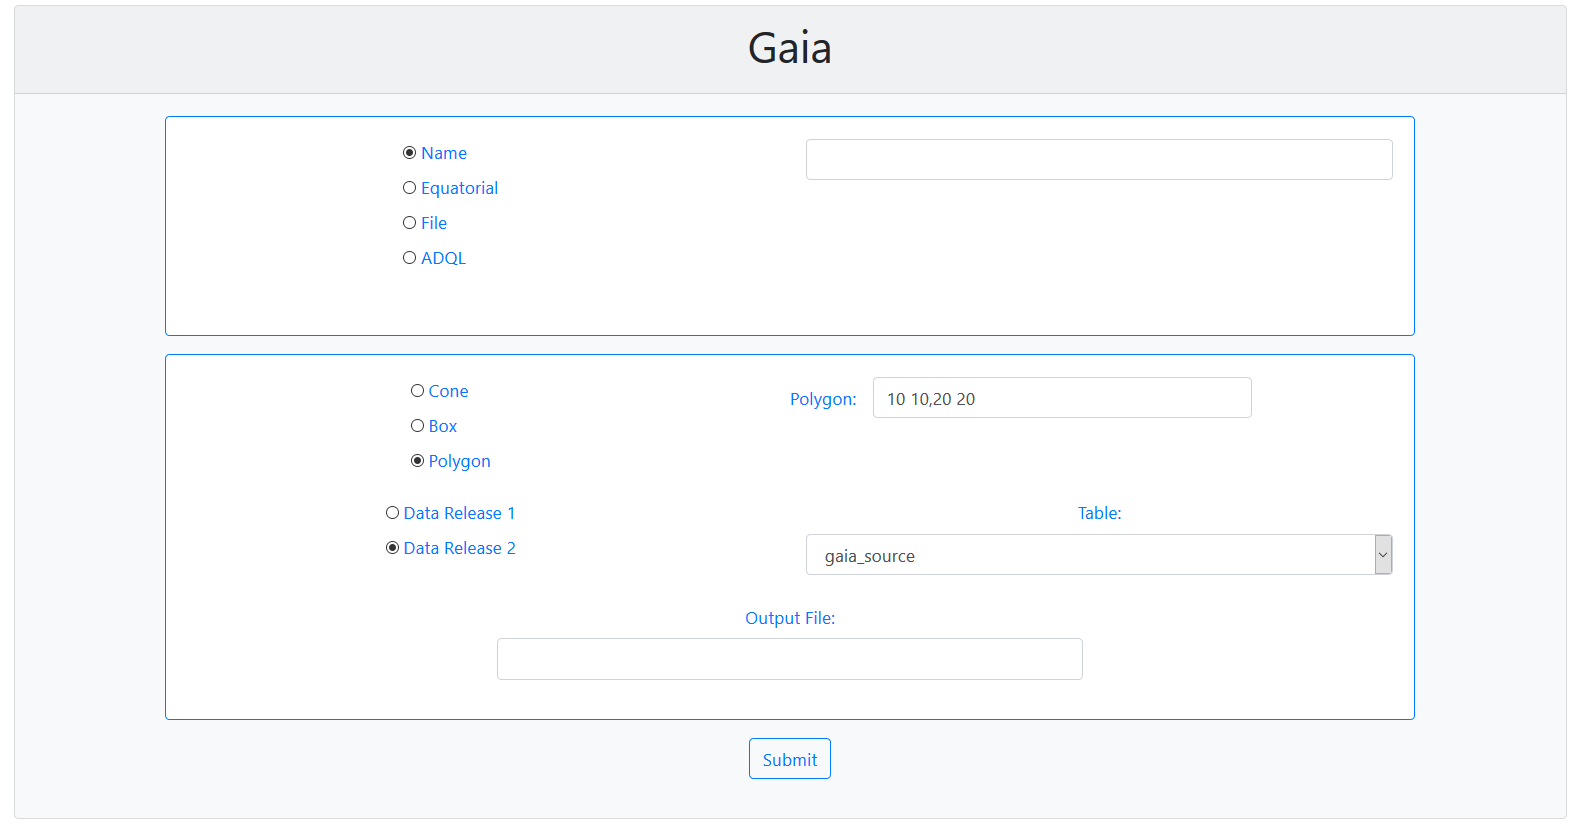 Gaia
Name
Equatorial
File
ADQL
Cone
Box
Polygon
Polygon: 10 10,20 20
Data Release 1
Data Release 2
Table:
gaia_source
Output File:
Submit